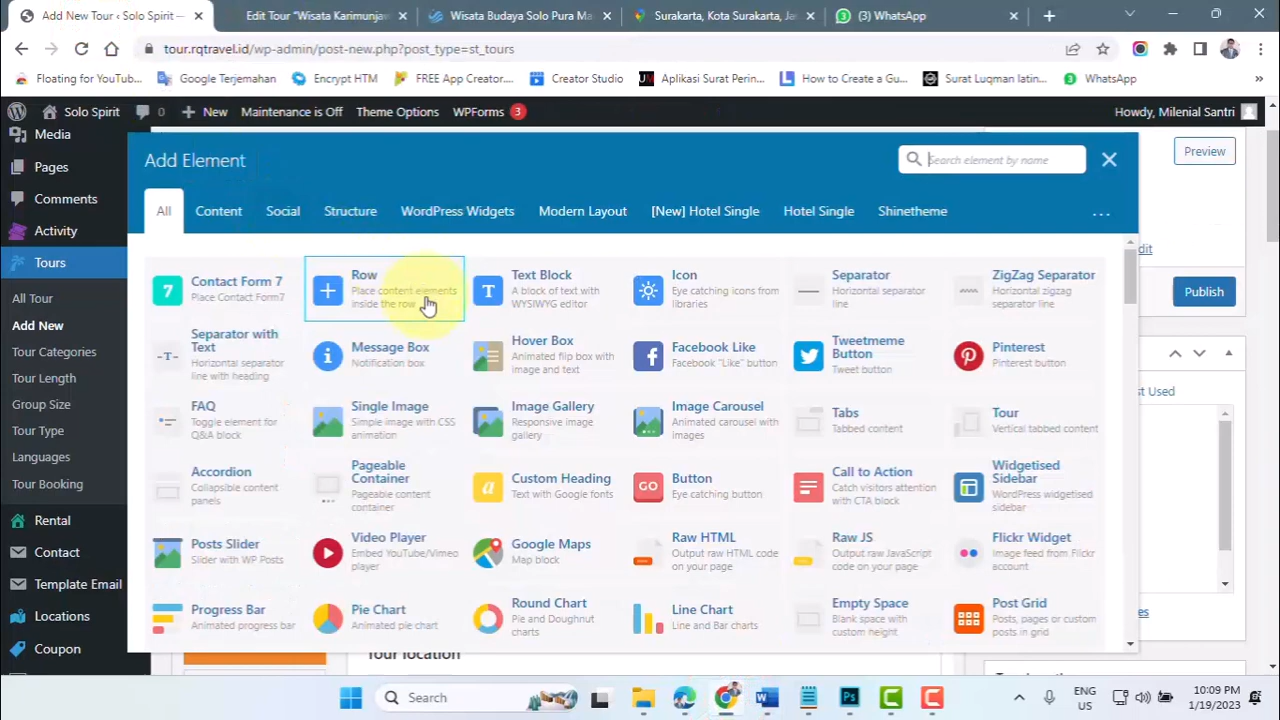 Add New Tour ‹ Solo Spirit —
Edit Tour "Wisata Karimunjaw
Wisata Budaya Solo Pura Ma
Surakarta, Kota Surakarta, Ja
(3) WhatsApp
tour.rqtravel.id/wp-admin/post-new.php?post_type=st_tours
Floating for YouTub...
Google Terjemahan
Encrypt HTM
FREE App Creator....
Creator Studio
Aplikasi Surat Perin...
How to Create a Gu...
Surat Luqman latin...
WhatsApp
»
Solo Spirit
0
New
Maintenance is Off
Theme Options
WPForms
3
Howdy, Milenial Santri
Media
Pages
Comments
Activity
Tours
All Tour
Add New
Tour Categories
Tour Length
Group Size
Tour Type
Languages
Tour Booking
Rental
Contact
Template Email
Locations
Coupon
Add Element
Search element by name
All
Content
Social
Structure
WordPress Widgets
Modern Layout
[New] Hotel Single
Hotel Single
Shinetheme
...
Contact Form 7
Place Contact Form7
Row
Place content elements
inside the row
Text Block
A block of text with
WYSIWYG editor
Icon
Eye catching icons from
libraries
Separator
Horizontal separator
line
ZigZag Separator
Horizontal zigzag
separator line
Separator with
Text
Horizontal separator
line with heading
Message Box
Notification box
Hover Box
Animated flip box with
image and text
Facebook Like
Facebook "Like" button
Tweetmeme
Button
Tweet button
Pinterest
Pinterest button
FAQ
Toggle element for
Q&A block
Single Image
Simple image with CSS
animation
Image Gallery
Responsive image
gallery
Image Carousel
Animated carousel with
images
Tabs
Tabbed content
Tour
Vertical tabbed content
Accordion
Collapsible content
panels
Pageable
Container
Pageable content
container
Custom Heading
Text with Google fonts
GO
Button
Eye catching button
Call to Action
Catch visitors attention
with CTA block
Widgetised
Sidebar
WordPress widgetised
sidebar
Posts Slider
Slider with WP Posts
Video Player
Embed YouTube/Vimeo
player
Google Maps
Map block
Raw HTML
Output raw HTML code
on your page
Raw JS
Output raw JavaScript
code on your page
Flickr Widget
Image feed from Flickr
account
Progress Bar
Animated progress bar
Pie Chart
Animated pie chart
Round Chart
Pie and Doughnut
charts
Line Chart
Line and Bar charts
Empty Space
Blank space with
custom height
Post Grid
Posts, pages or custom
posts in grid
Preview
dit
Publish
st Used
es
Tour location
Search
ENG
US
10:09 PM
1/19/2023